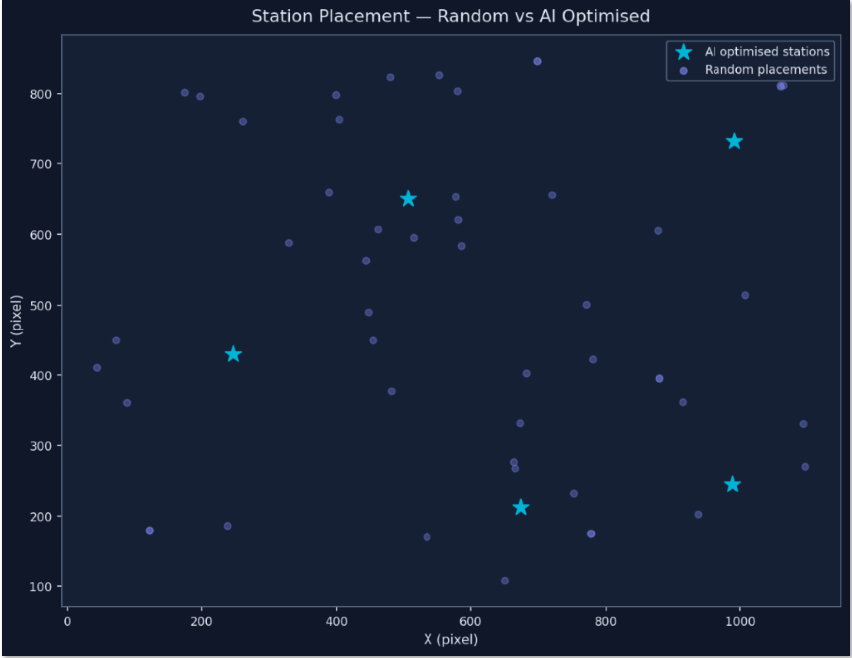 Station Placement — Random vs AI Optimised
AI optimised stations
Random placements
800
700
600
500
400
300
200
100
Y (pixel)
0
200
400
600
800
1000
X (pixel)